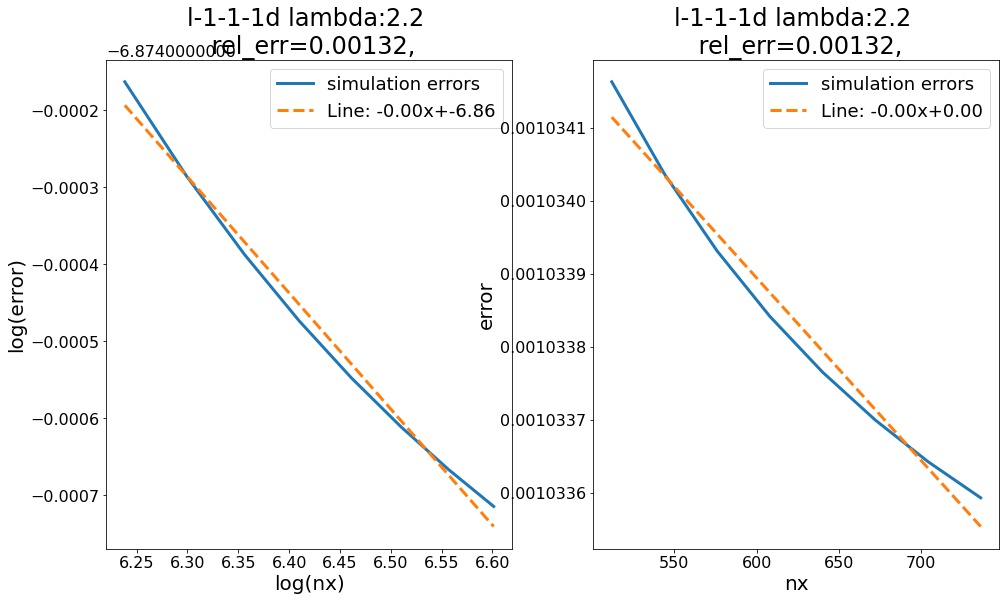 l-1-1-1d lambda:2.2
rel_err=0.00132,
−6.8740000000
simulation errors
Line: -0.00x+-6.86
−0.0002
−0.0003
−0.0004
−0.0005
−0.0006
−0.0007
log(error)
6.25 6.30 6.35 6.40 6.45 6.50 6.55 6.60
log(nx)
l-1-1-1d lambda:2.2
rel_err=0.00132,
simulation errors
Line: -0.00x+0.00
0.0010341
0.0010340
0.0010339
0.0010338
0.0010337
0.0010336
error
550 600 650 700
nx